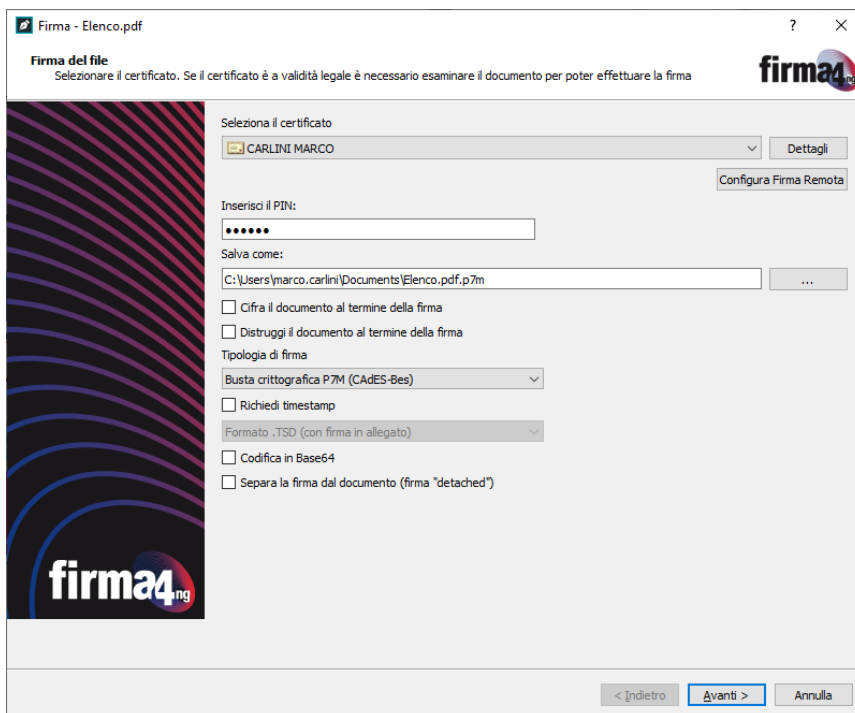 Firma - Elenco.pdf
?
Firma del file
Selezionare il certificato. Se il certificato è a validità legale è necessario esaminare il documento per poter effettuare la firma
firma4ng
Seleziona il certificato
CARLINI MARCO
Dettagli
Configura Firma Remota
Inserisci il PIN:
••••••
Salva come:
C:\Users\marco.carlini\Documents\Elenco.pdf.p7m
...
Cifra il documento al termine della firma
Distruggi il documento al termine della firma
Tipologia di firma
Busta crittografica P7M (CAdES-Bes)
Richiedi timestamp
Formato .TSD (con firma in allegato)
Codifica in Base64
Separa la firma dal documento (firma "detached")
firma4ng
< Indietro
Avanti >
Annulla